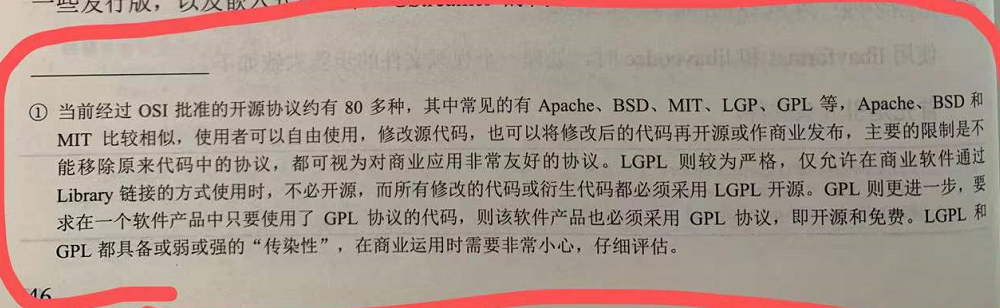 一些发行版，以及嵌入
① 当前经过 OSI 批准的开源协议约有 80 多种，其中常见的有 Apache、BSD、MIT、LGP、GPL 等，Apache、BSD 和
MIT 比较相似，使用者可以自由使用，修改源代码，也可以将修改后的代码再开源或作商业发布，主要的限制是不
能移除原来代码中的协议，都可视为对商业应用非常友好的协议。LGPL 则较为严格，仅允许在商业软件通过
Library 链接的方式使用时，不必开源，而所有修改的代码或衍生代码都必须采用 LGPL 开源。GPL 则更进一步，要
求在一个软件产品中只要使用了 GPL 协议的代码，则该软件产品也必须采用 GPL 协议，即开源和免费。LGPL 和
GPL 都具备或弱或强的“传染性”，在商业运用时需要非常小心，仔细评估。
46